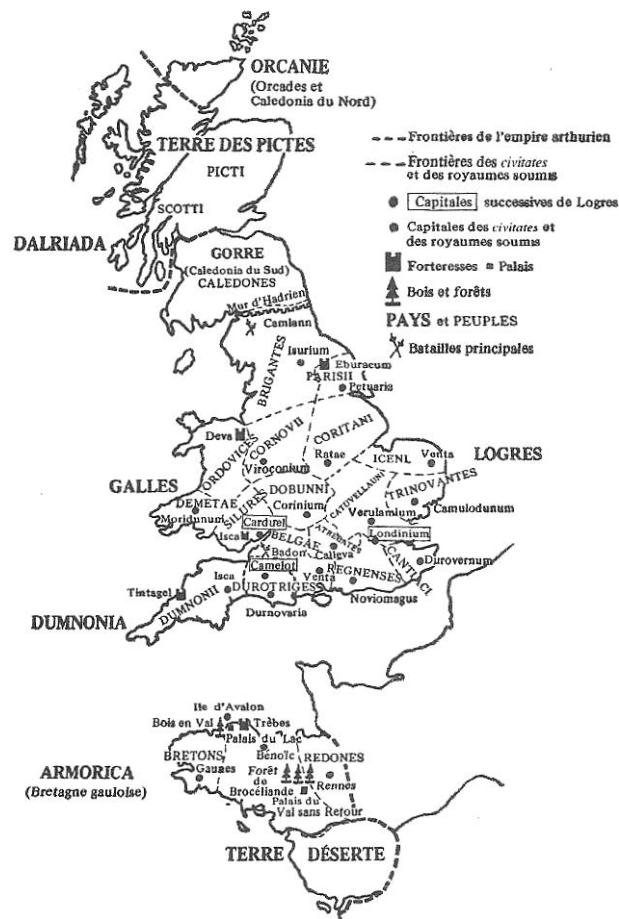 ORCANIE
(Orcades et
Caledonia du Nord)
TERRE DES PICTES
PICTI
SCOTTI
DALRIADA
GORRE
(Caledonia du Sud)
CALEDONES
Mur d'Hadrien
Camlann
Frontières de l'empire arthurien
Frontières des civitates
et des royaumes soumis
Capitales successives de Logres
Capitales des civitates et
des royaumes soumis
Forteresses Palais
Bois et forêts
PAYS et PEUPLES
Batailles principales
Isurium
Eburacum
PARISII
Petuaria
BRIGANTES
Deva
ORDOVICES
CORNOVII
CORITANI
Viroconium
Ratae
ICENI
Venta
LOGRES
GALLES
DEMETAE
Moridunum
SILURES
DOBUNNI
Corinium
CATUVELLAUNI
TRINOVANTES
Verulamium
Camulodunum
Isca
Cardurel
BELGAE
ATREBATES
Londinium
Badon
Calleva
CANTIACI
Durovernum
Camelot
Venta
REGNENSES
Noviomagus
Tintagel
Isca
DUMNONII
DUROTRIGES
Durnovaria
DUMNONIA
Ile d'Avalon
Bois en Val
Trèbes
Palais du Lac
BRETONS
Bénoïc
REDONES
Gaunes
Forêt
de
Brocéliande
Rennes
Palais du
Val sans Retour
ARMORICA
(Bretagne gauloise)
TERRE DÉSERTE